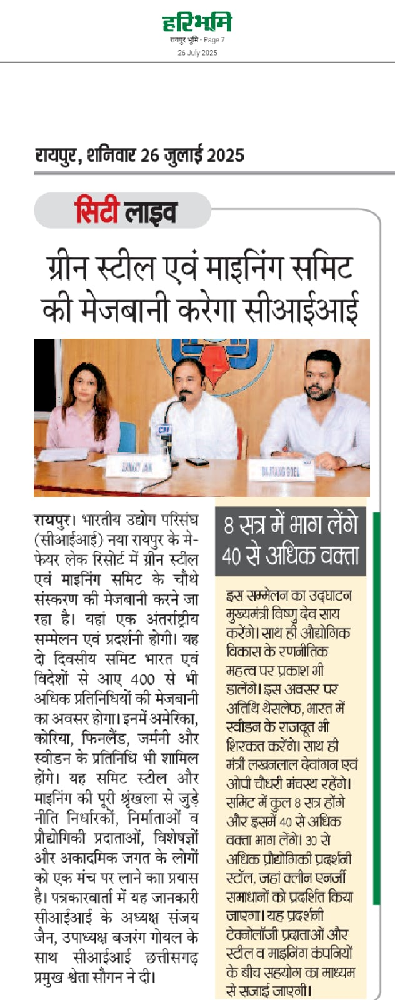 हरिभूमि
रायपुर भूमि - Page 7
26 July 2025
रायपुर, शनिवार 26 जुलाई 2025
सिटी लाइव
ग्रीन स्टील एवं माइनिंग समिट
की मेजबानी करेगा सीआईआई
CII
SANJAY JAIN
BAJRANG GOEL
रायपुर। भारतीय उद्योग परिसंघ
(सीआईआई) नया रायपुर के मे-
फेयर लेक रिसोर्ट में ग्रीन स्टील
एवं माइनिंग समिट के चौथे
संस्करण की मेजबानी करने जा
रहा है। यहां एक अंतर्राष्ट्रीय
सम्मेलन एवं प्रदर्शनी होगी। यह
दो दिवसीय समिट भारत एवं
विदेशों से आए 400 से भी
अधिक प्रतिनिधियों की मेजबानी
का अवसर होगा। इनमें अमेरिका,
कोरिया, फिनलैंड, जर्मनी और
स्वीडन के प्रतिनिधि भी शामिल
होंगे। यह समिट स्टील और
माइनिंग की पूरी श्रृंखला से जुड़े
नीति निर्धारकों, निर्माताओं व
प्रौद्योगिकी प्रदाताओं, विशेषज्ञों
और अकादमिक जगत के लोगों
को एक मंच पर लाने काा प्रयास
है। पत्रकारवार्ता में यह जानकारी
सीआईआई के अध्यक्ष संजय
जैन, उपाध्यक्ष बजरंग गोयल के
साथ सीआईआई छत्तीसगढ़
प्रमुख श्वेता सौगन ने दी।
8 सत्र में भाग लेंगे
40 से अधिक वक्ता
इस सम्मेलन का उद्घाटन
मुख्यमंत्री विष्णु देव साय
करेंगे। साथ ही औद्योगिक
विकास के रणनीतिक
महत्व पर प्रकाश भी
डालेंगे। इस अवसर पर
अतिथि थेसलेफ, भारत में
स्वीडन के राजदूत भी
शिरकत करेंगे। साथ ही
मंत्री लखनलाल देवांगन एवं
ओपी चौधरी मंचस्थ रहेंगे।
समिट में कुल 8 सत्र होंगे
और इसमें 40 से अधिक
वक्ता भाग लेंगे। 30 से
अधिक प्रौद्योगिकी प्रदर्शनी
स्टॉल, जहां क्लीन एनर्जी
समाधानों को प्रदर्शित किया
जाएगा। यह प्रदर्शनी
टेक्नोलॉजी प्रदाताओं और
स्टील व माइनिंग कंपनियों
के बीच सहयोग का माध्यम
से सजाई जाएगी।